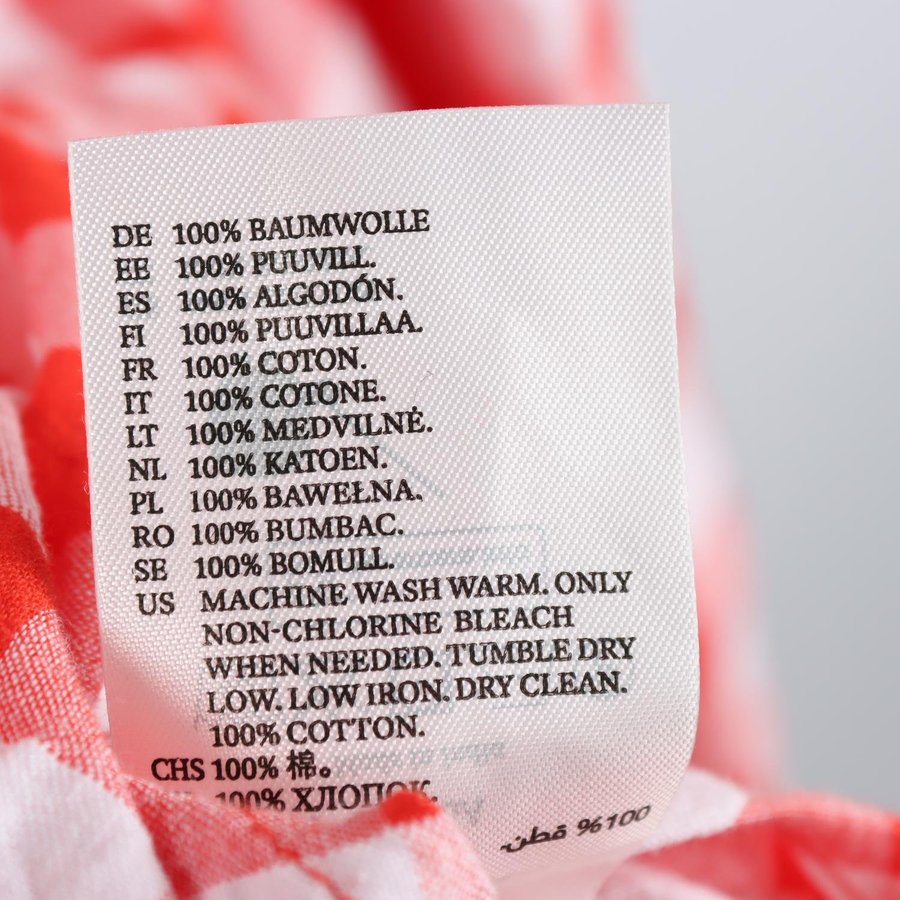 DE 100% BAUMWOLLE
EE 100% PUUVILL.
ES 100% ALGODÓN.
FI 100% PUUVILLAA.
FR 100% COTON.
IT 100% COTONE.
LT 100% MEDVILNĖ.
NL 100% KATOEN.
PL 100% BAWEŁNA.
RO 100% BUMBAC.
SE 100% BOMULL.
US MACHINE WASH WARM. ONLY
NON-CHLORINE BLEACH
WHEN NEEDED. TUMBLE DRY
LOW. LOW IRON. DRY CLEAN.
100% COTTON.
CHS 100% 棉。
100% ХЛОПОК.
100% قطن.